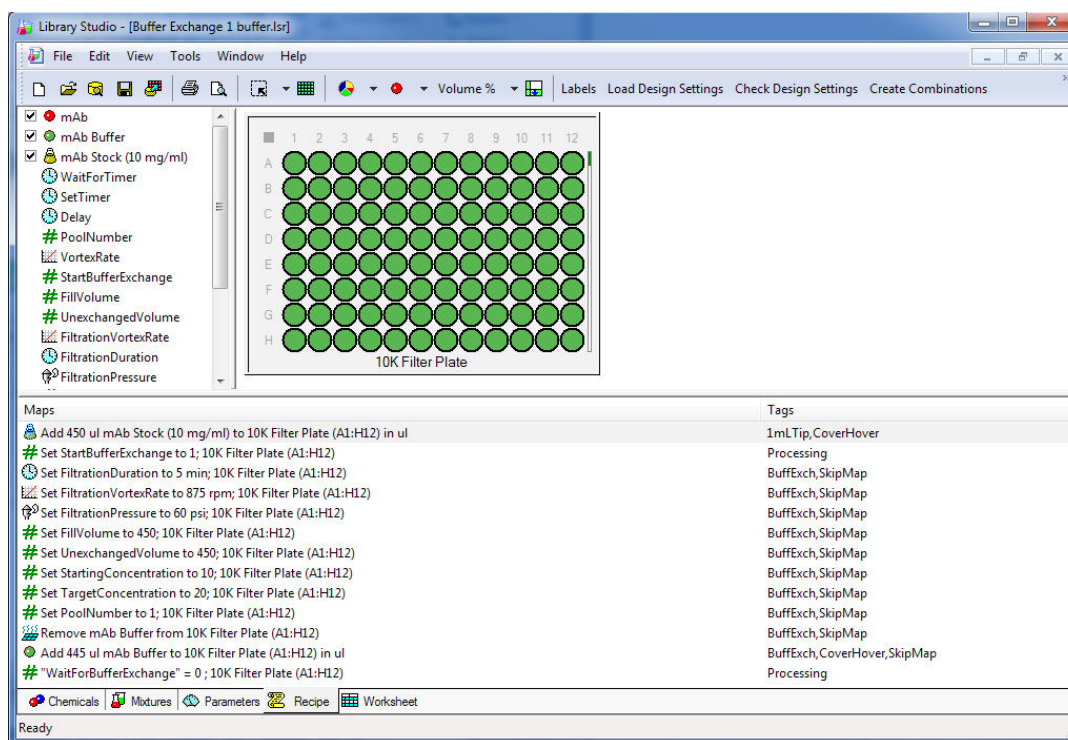 Library Studio - [Buffer Exchange 1 buffer.lsr]
File Edit View Tools Window Help
Volume % Labels Load Design Settings Check Design Settings Create Combinations
mAb
mAb Buffer
mAb Stock (10 mg/ml)
WaitForTimer
SetTimer
Delay
# PoolNumber
VortexRate
# StartBufferExchange
# FillVolume
# UnexchangedVolume
FiltrationVortexRate
FiltrationDuration
FiltrationPressure
1 2 3 4 5 6 7 8 9 10 11 12
A
B
C
D
E
F
G
H
10K Filter Plate
Maps Tags
Add 450 ul mAb Stock (10 mg/ml) to 10K Filter Plate (A1:H12) in ul 1mLTip,CoverHover
# Set StartBufferExchange to 1; 10K Filter Plate (A1:H12) Processing
Set FiltrationDuration to 5 min; 10K Filter Plate (A1:H12) BuffExch,SkipMap
Set FiltrationVortexRate to 875 rpm; 10K Filter Plate (A1:H12) BuffExch,SkipMap
Set FiltrationPressure to 60 psi; 10K Filter Plate (A1:H12) BuffExch,SkipMap
# Set FillVolume to 450; 10K Filter Plate (A1:H12) BuffExch,SkipMap
# Set UnexchangedVolume to 450; 10K Filter Plate (A1:H12) BuffExch,SkipMap
# Set StartingConcentration to 10; 10K Filter Plate (A1:H12) BuffExch,SkipMap
# Set TargetConcentration to 20; 10K Filter Plate (A1:H12) BuffExch,SkipMap
# Set PoolNumber to 1; 10K Filter Plate (A1:H12) BuffExch,SkipMap
Remove mAb Buffer from 10K Filter Plate (A1:H12) BuffExch,SkipMap
Add 445 ul mAb Buffer to 10K Filter Plate (A1:H12) in ul BuffExch,CoverHover,SkipMap
# "WaitForBufferExchange" = 0 ; 10K Filter Plate (A1:H12) Processing
Chemicals Mixtures Parameters Recipe Worksheet
Ready